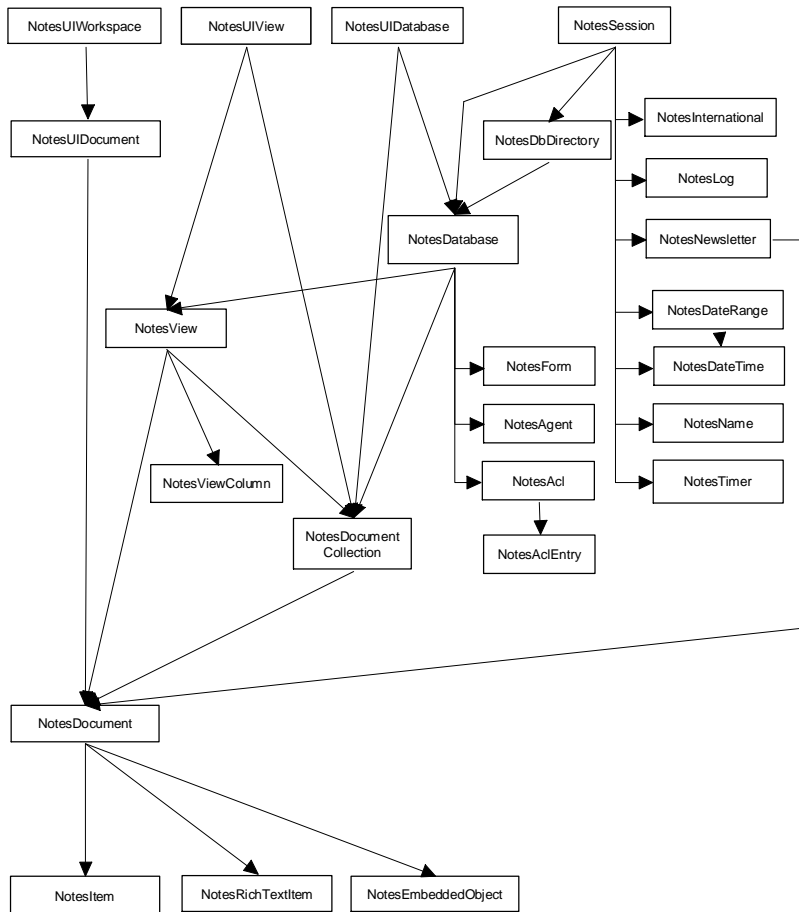 NotesUIWorkspace
NotesUIView
NotesUIDatabase
NotesSession
NotesInternational
NotesUIDocument
NotesDbDirectory
NotesLog
NotesDatabase
NotesNewsletter
NotesView
NotesDateRange
NotesForm
NotesDateTime
NotesAgent
NotesName
NotesViewColumn
NotesAcl
NotesTimer
NotesDocument
Collection
NotesAclEntry
NotesDocument
NotesItem
NotesRichTextItem
NotesEmbeddedObject